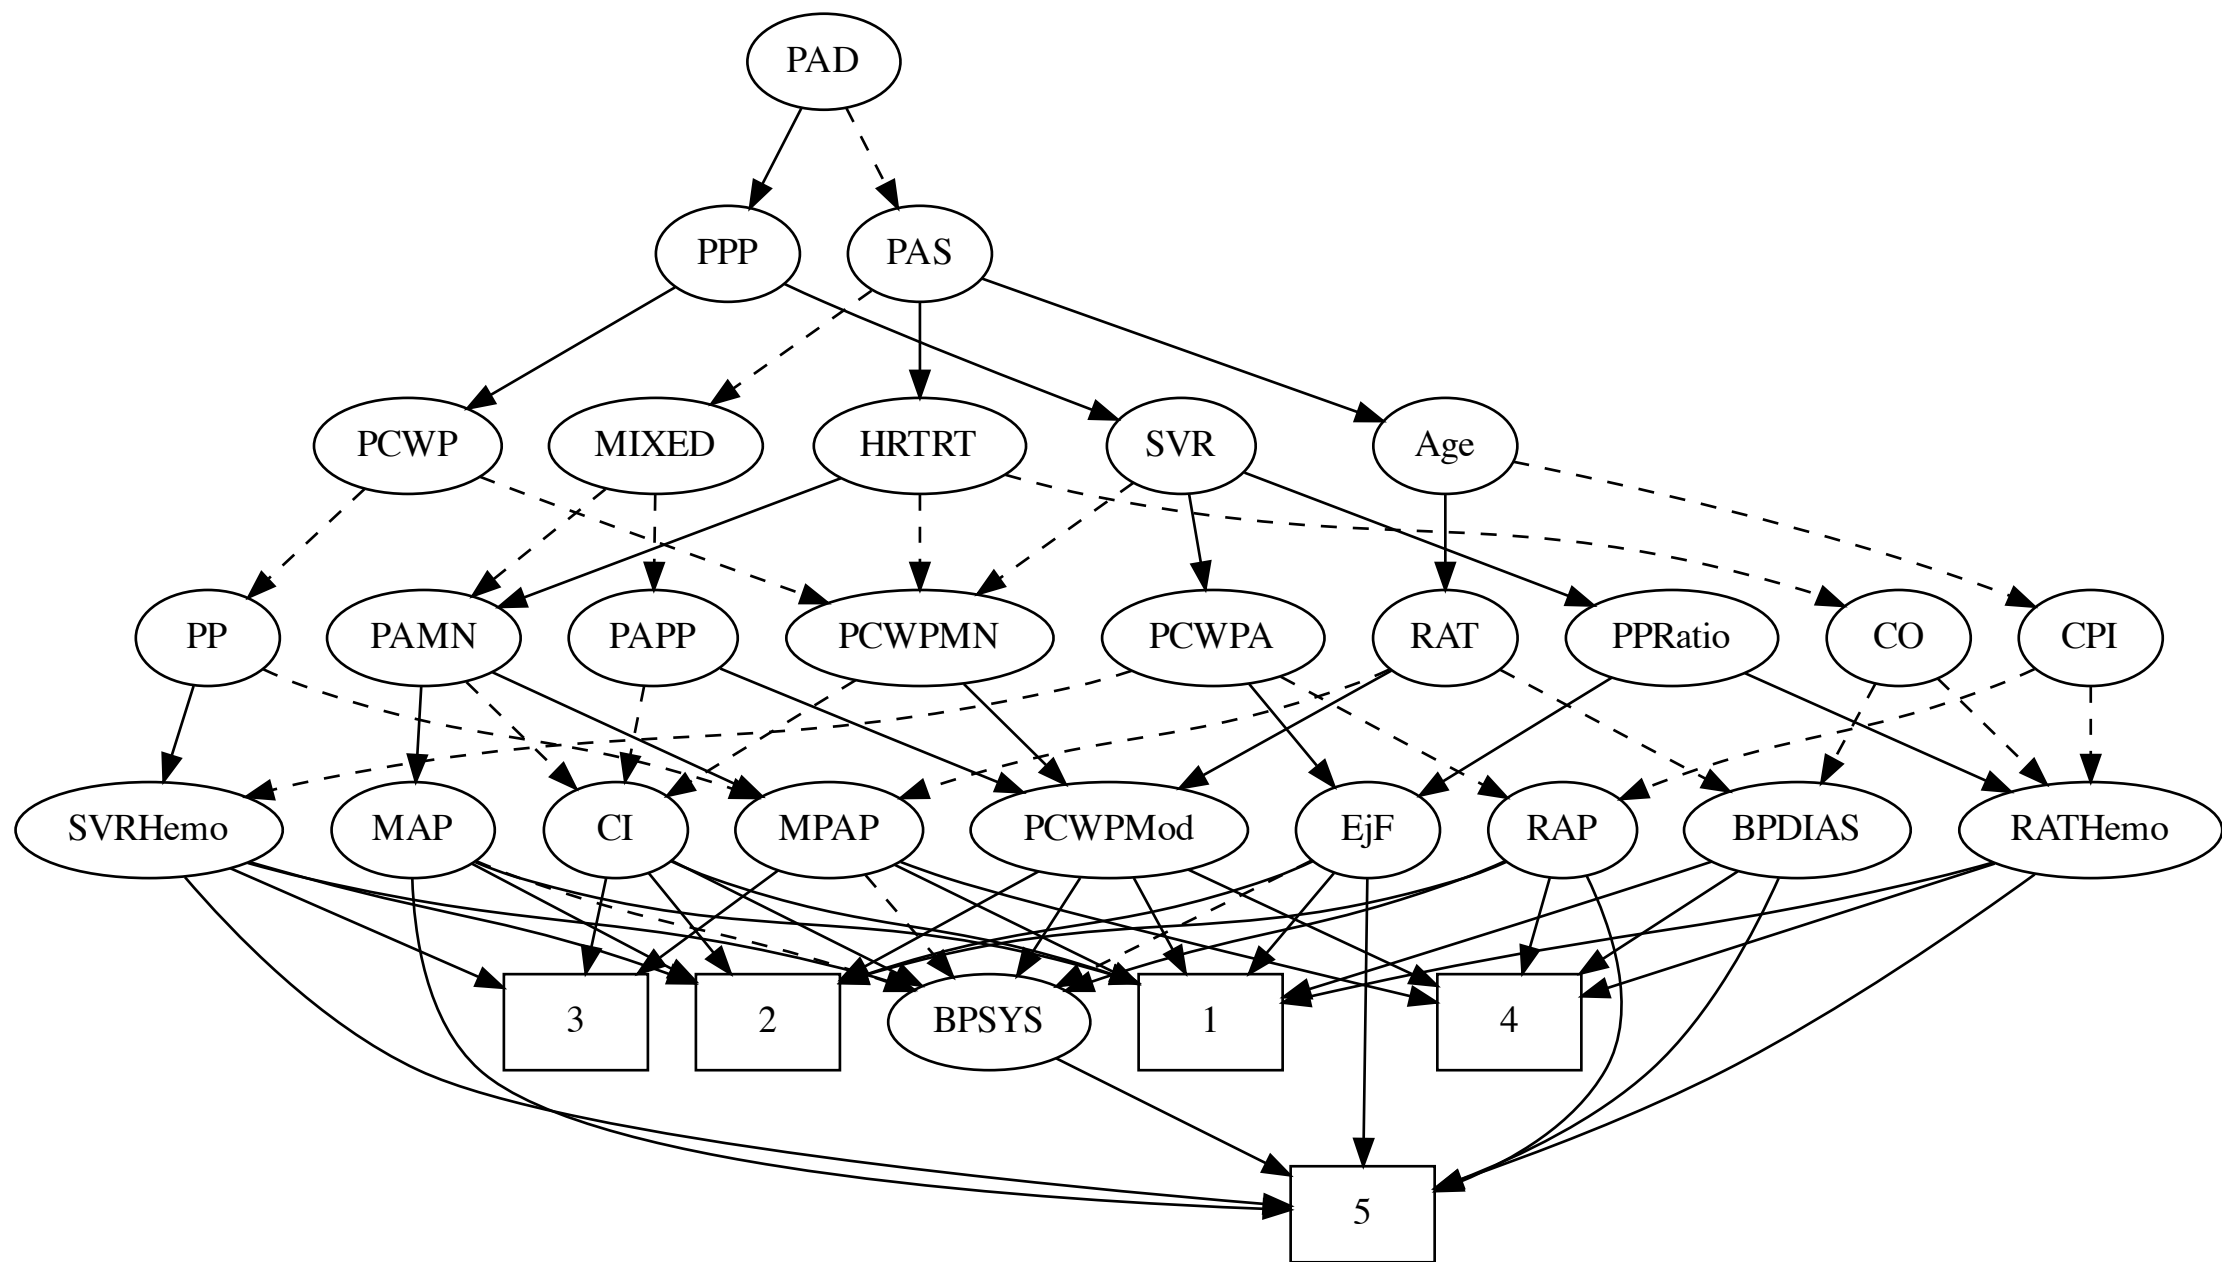 PAD
PPP
PAS
PCWP
MIXED
HRTRT
SVR
Age
PP
PAMN
PAPP
PCWPMN
PCWPA
RAT
PPRatio
CO
CPI
SVRHemo
MAP
CI
MPAP
PCWPMod
EjF
RAP
BPDIAS
RATHemo
3
2
BPSYS
1
4
5